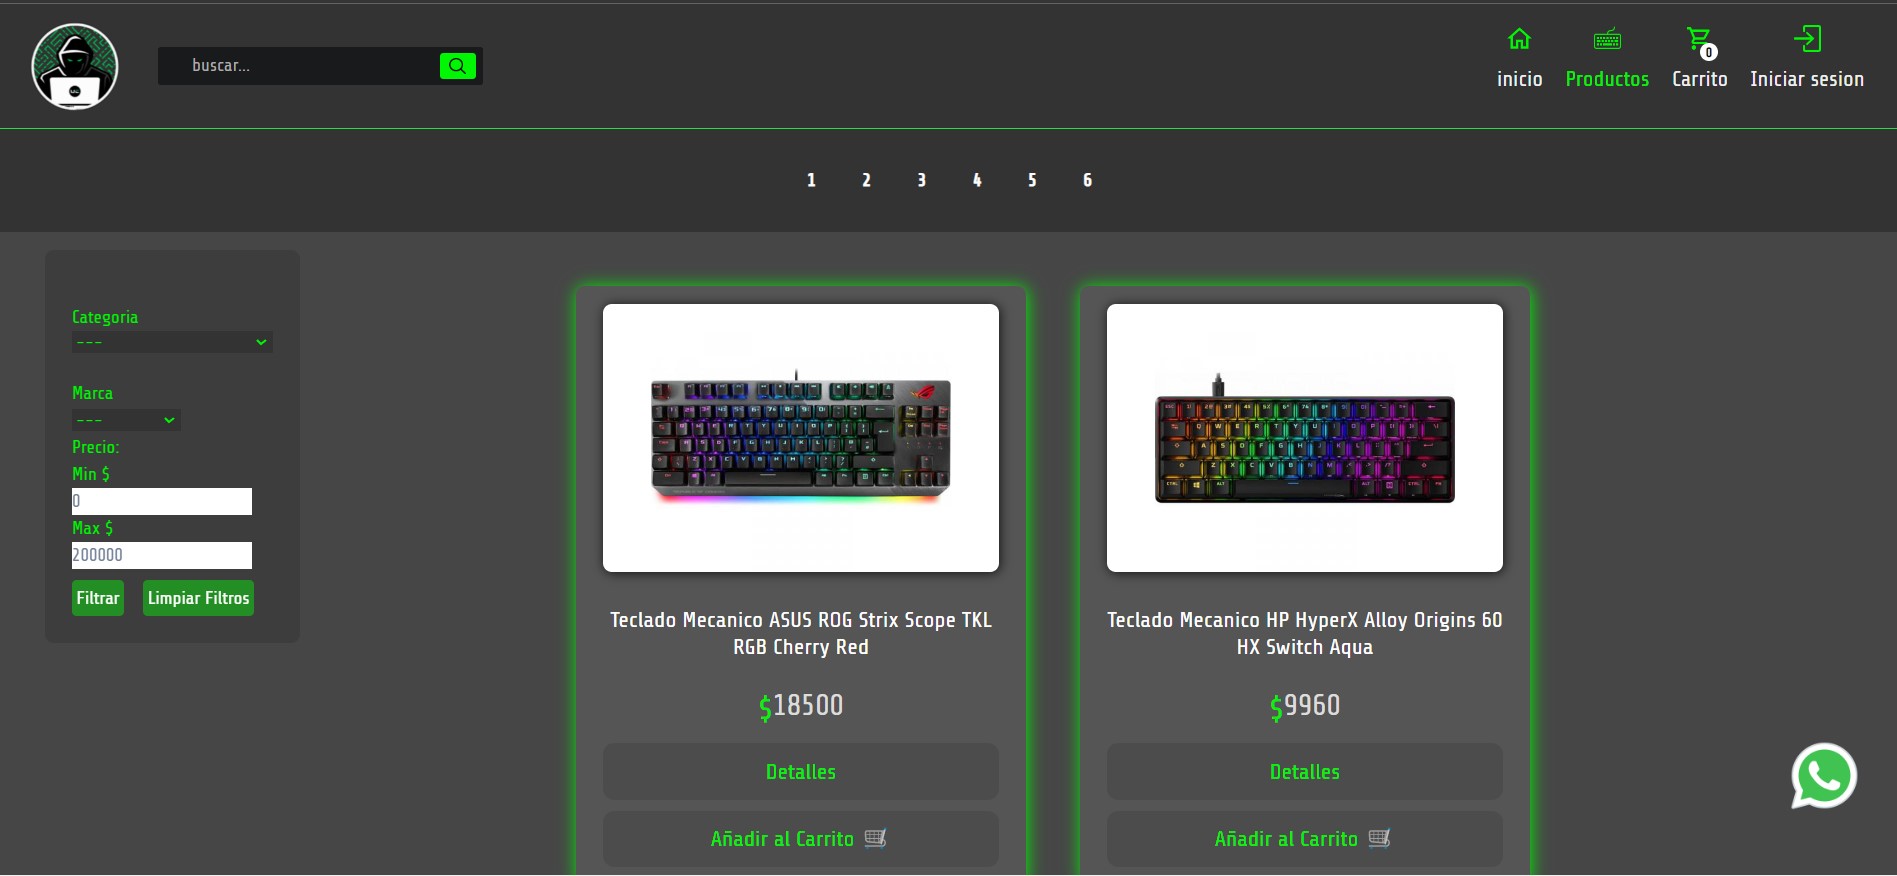 buscar...
0
inicio
Productos
Carrito
Iniciar sesion
1 2 3 4 5 6
Categoria
---
Marca
---
Precio:
Min $
0
Max $
200000
Filtrar
Limpiar Filtros
Teclado Mecanico ASUS ROG Strix Scope TKL
RGB Cherry Red
$18500
Detalles
Añadir al Carrito 🛒
Teclado Mecanico HP HyperX Alloy Origins 60
HX Switch Aqua
$9960
Detalles
Añadir al Carrito 🛒